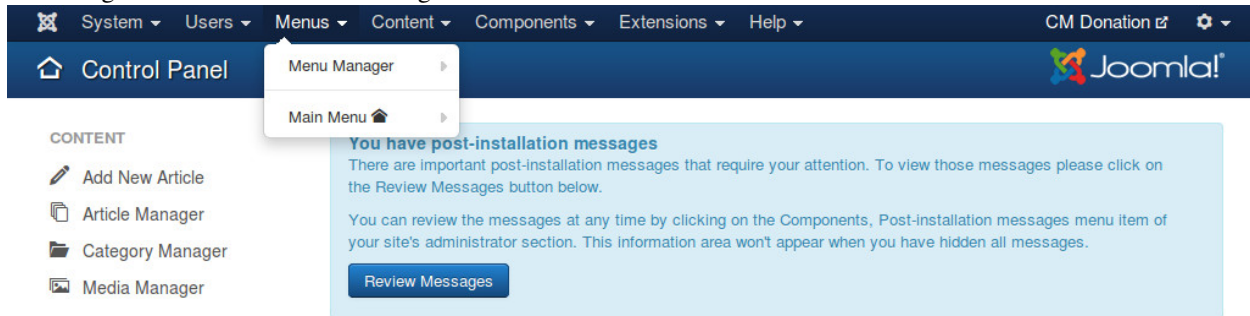 System Users Menus Content Components Extensions Help CM Donation
Control Panel Menu Manager Joomla!
Main Menu
CONTENT
You have post-installation messages
There are important post-installation messages that require your attention. To view those messages please click on
Add New Article
the Review Messages button below.
Article Manager
You can review the messages at any time by clicking on the Components, Post-installation messages menu item of
Category Manager
your site's administrator section. This information area won't appear when you have hidden all messages.
Media Manager
Review Messages